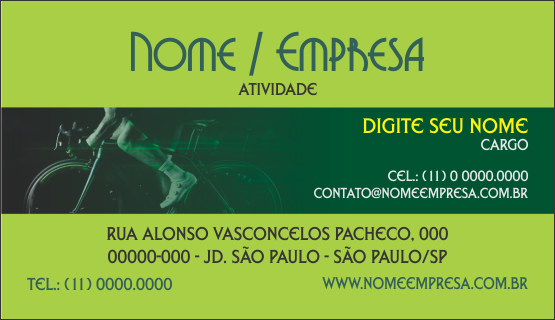 NOME / EMPRESA
ATIVIDADE
DIGITE SEU NOME
CARGO
CEL.: (11) 0 0000.0000
CONTATO@NOMEEMPRESA.COM.BR
RUA ALONSO VASCONCELOS PACHECO, 000
00000-000 - JD. SÃO PAULO - SÃO PAULO/SP
TEL.: (11) 0000.0000
WWW.NOMEEMPRESA.COM.BR